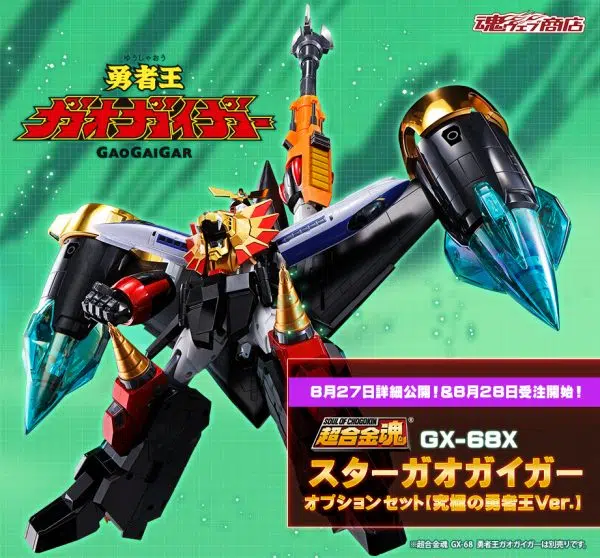 魂ウェブ商店
ゆうしゃおう
勇者王
ガオガイガー
GAOGAIGAR
8月27日詳細公開!&8月28日受注開始!
SOUL OF CHOGOKIN
超合金魂 GX-68X
スターガオガイガー
オプションセット【究極の勇者王Ver.】
※超合金魂 GX-68 勇者王ガオガイガーは別売りです。